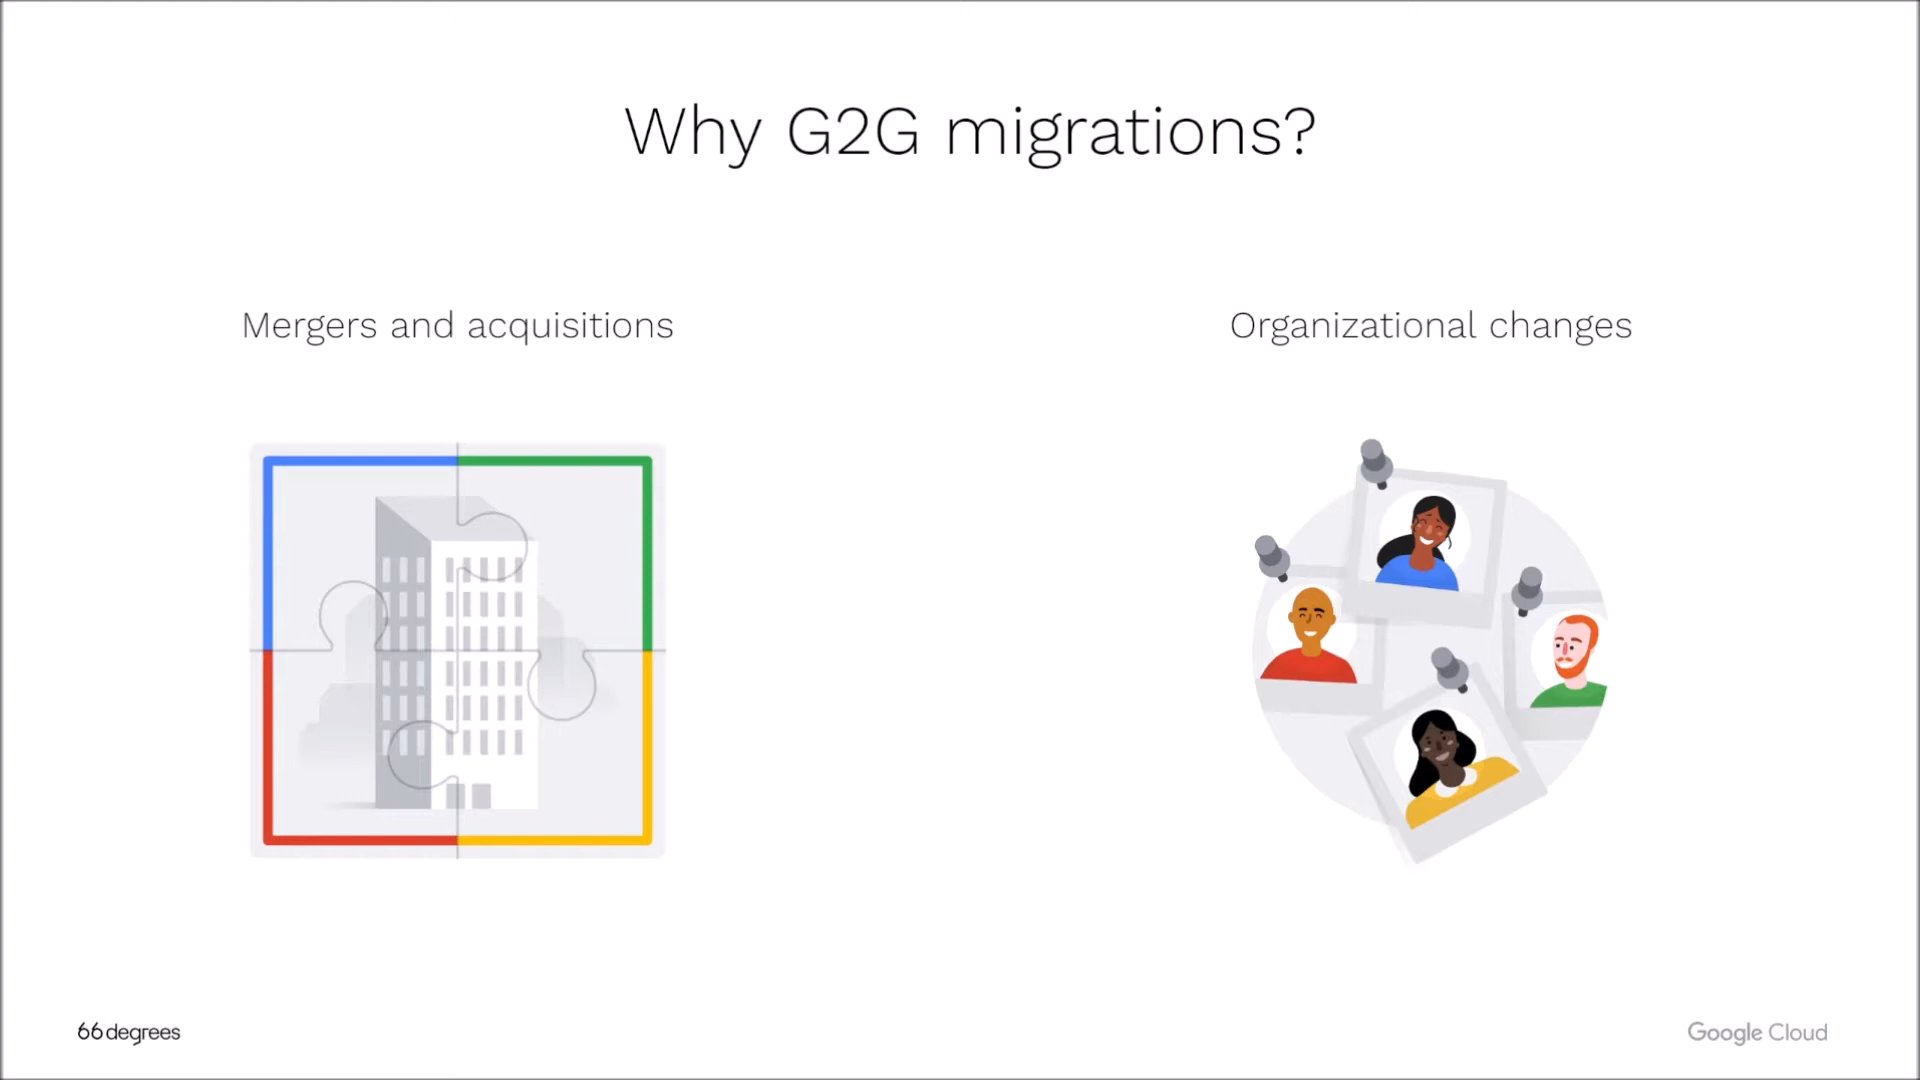 Why G2G migrations?
Mergers and acquisitions
Organizational changes
66degrees
Google Cloud